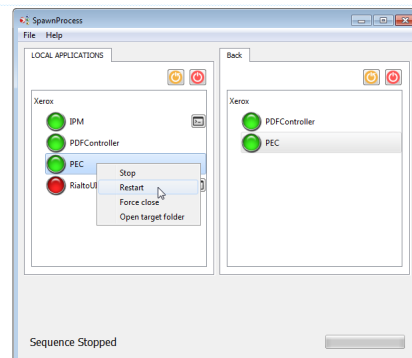 SpawnProcess
File Help
LOCAL APPLICATIONS
Xerox
IPM
PDFController
PEC
Stop
Restart
Force close
Open target folder
Back
Xerox
PDFController
PEC
Sequence Stopped